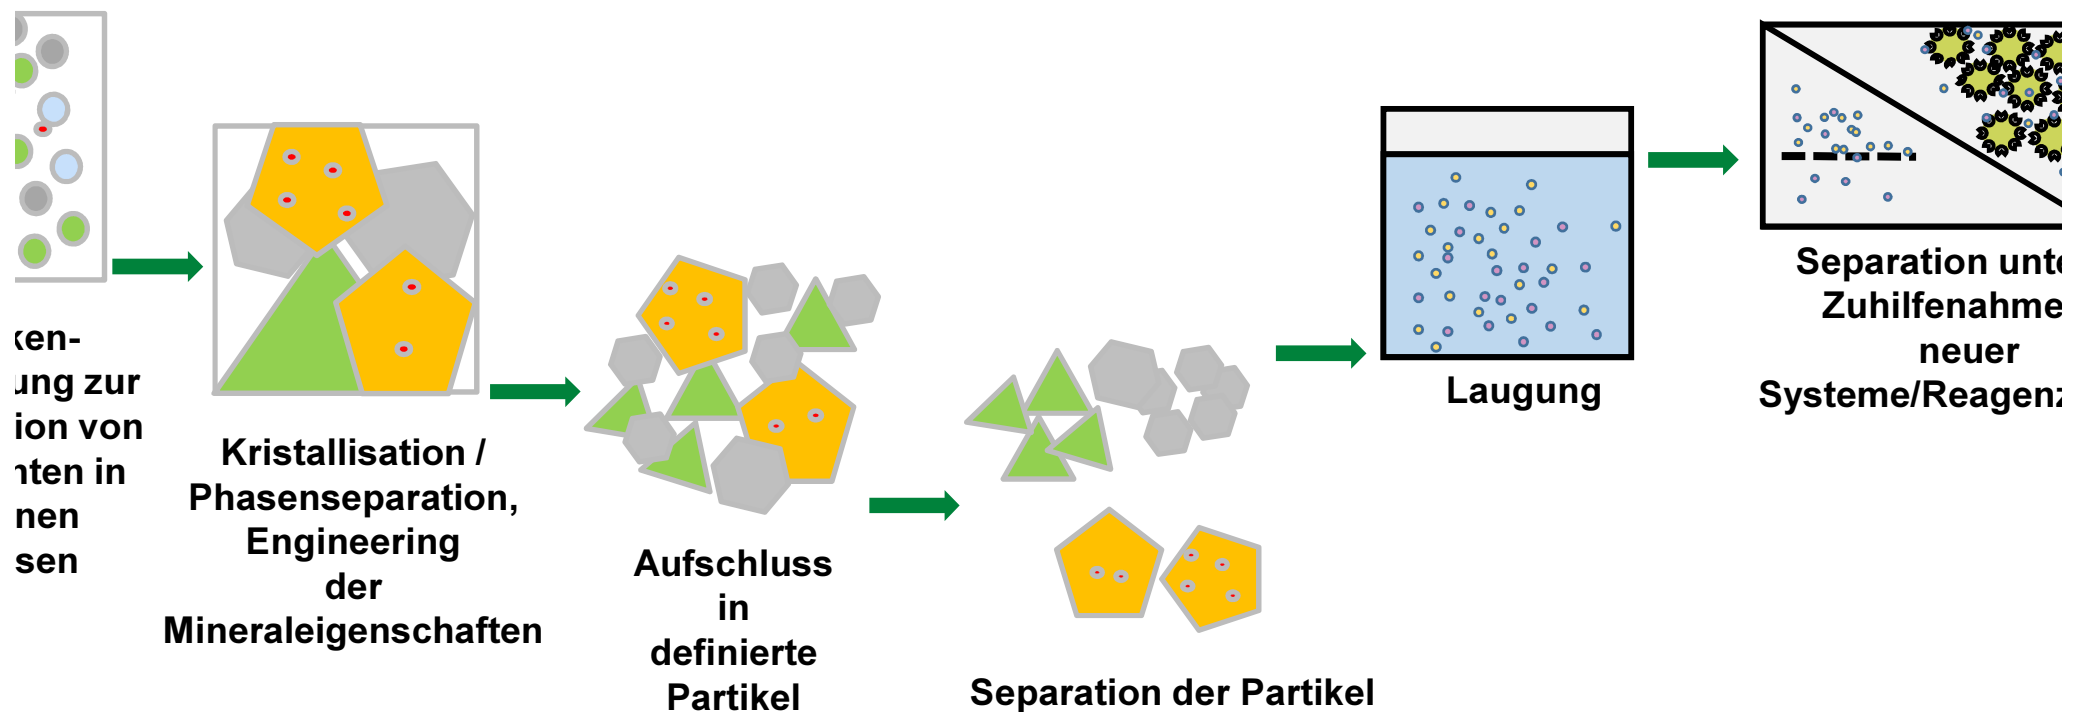 ken-
ung zur
ion von
nten in
nen
sen
Kristallisation /
Phasenseparation,
Engineering
der
Mineraleigenschaften
Aufschluss
in
definierte
Partikel
Separation der Partikel
Laugung
Separation unte
Zuhilfenahme
neuer
Systeme/Reagenz